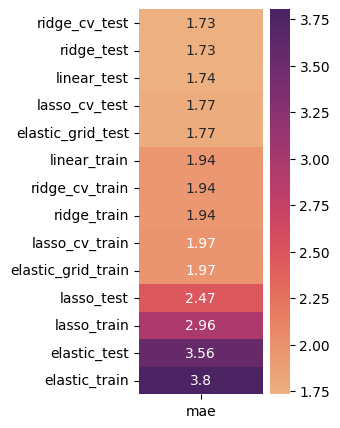 ridge_cv_test 1.73
ridge_test 1.73
linear_test 1.74
lasso_cv_test 1.77
elastic_grid_test 1.77
linear_train 1.94
ridge_cv_train 1.94
ridge_train 1.94
lasso_cv_train 1.97
elastic_grid_train 1.97
lasso_test 2.47
lasso_train 2.96
elastic_test 3.56
elastic_train 3.8
mae
3.75
3.50
3.25
3.00
2.75
2.50
2.25
2.00
1.75